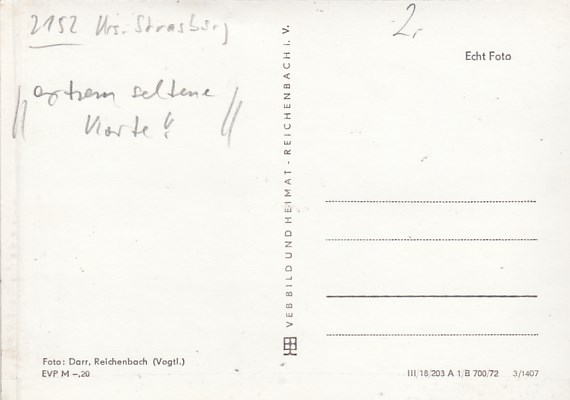 2152 Krs. Strasburg
2,
Echt Foto
"extrem seltene
Karte"
VEB BILD UND HEIMAT - REICHENBACH i. V.
Foto: Darr, Reichenbach (Vogtl.)
EVP M -,20
III/18/203 A 1/B 700/72 3/1407